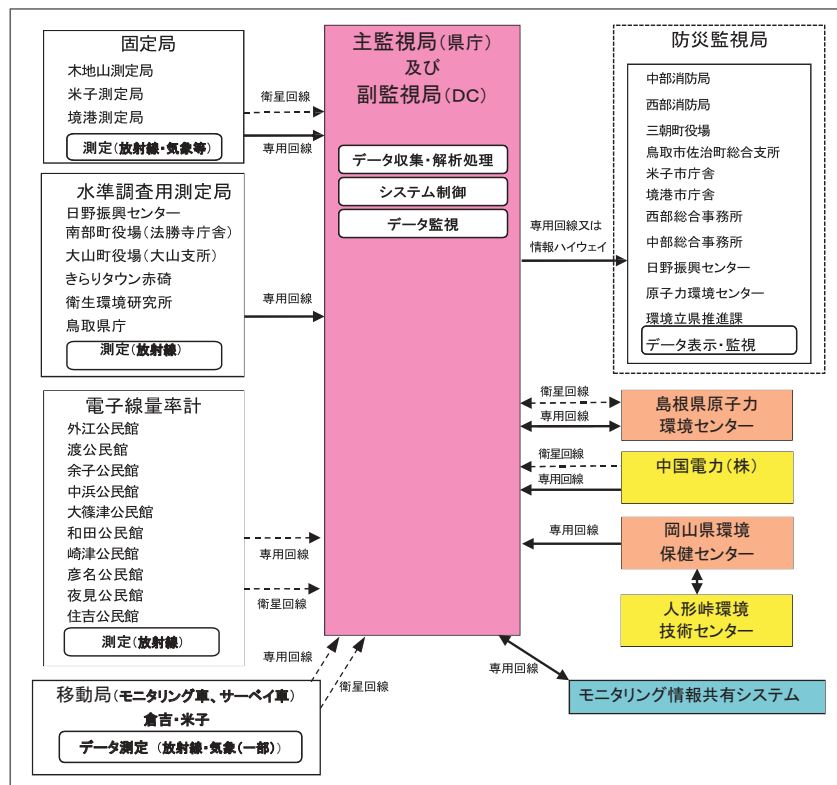 固定局
木地山測定局
米子測定局
境港測定局
測定(放射線・気象等)
衛星回線
専用回線
水準調査用測定局
日野振興センター
南部町役場(法勝寺庁舎)
大山町役場(大山支所)
きらりタウン赤碕
衛生環境研究所
鳥取県庁
測定(放射線)
専用回線
電子線量率計
外江公民館
渡公民館
余子公民館
中浜公民館
大篠津公民館
和田公民館
崎津公民館
彦名公民館
夜見公民館
住吉公民館
測定(放射線)
専用回線
衛星回線
移動局(モニタリング車、サーベイ車)
倉吉・米子
データ測定 (放射線・気象(一部))
専用回線
衛星回線
主監視局(県庁)
及び
副監視局(DC)
データ収集・解析処理
システム制御
データ監視
専用回線又は
情報ハイウェイ
防災監視局
中部消防局
西部消防局
三朝町役場
鳥取市佐治町総合支所
米子市庁舎
境港市庁舎
西部総合事務所
中部総合事務所
日野振興センター
原子力環境センター
環境立県推進課
データ表示・監視
衛星回線
専用回線
島根県原子力
環境センター
衛星回線
専用回線
中国電力(株)
専用回線
岡山県環境
保健センター
人形峠環境
技術センター
専用回線
モニタリング情報共有システム